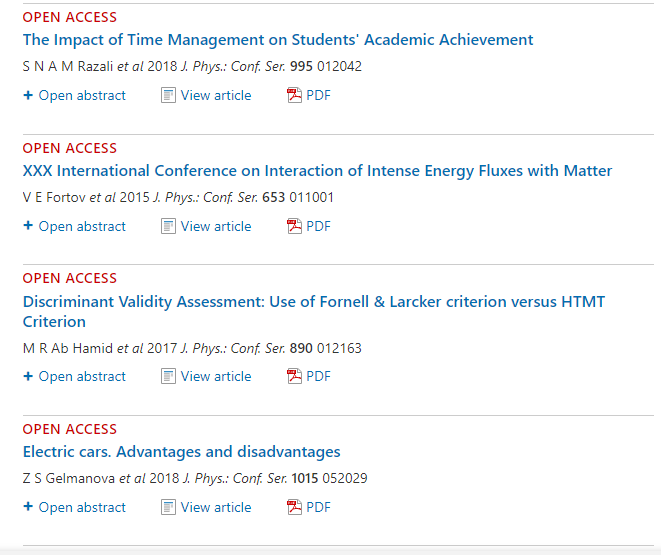 OPEN ACCESS
The Impact of Time Management on Students' Academic Achievement
S N A M Razali et al 2018 J. Phys.: Conf. Ser. 995 012042
+ Open abstract View article PDF
OPEN ACCESS
XXX International Conference on Interaction of Intense Energy Fluxes with Matter
V E Fortov et al 2015 J. Phys.: Conf. Ser. 653 011001
+ Open abstract View article PDF
OPEN ACCESS
Discriminant Validity Assessment: Use of Fornell & Larcker criterion versus HTMT
Criterion
M R Ab Hamid et al 2017 J. Phys.: Conf. Ser. 890 012163
+ Open abstract View article PDF
OPEN ACCESS
Electric cars. Advantages and disadvantages
Z S Gelmanova et al 2018 J. Phys.: Conf. Ser. 1015 052029
+ Open abstract View article PDF